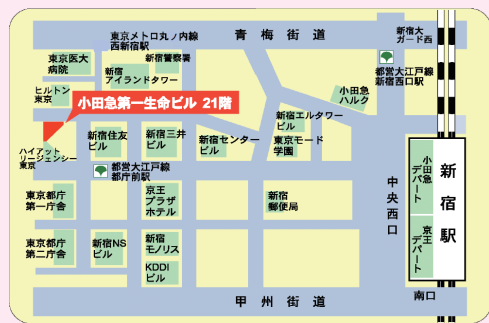 青梅街道
新宿大
ガード西
東京メトロ丸ノ内線
西新宿駅
新宿警察署
東京医大
病院
新宿
アイランドタワー
都営大江戸線
新宿西口駅
ヒルトン
東京
小田急
ハルク
小田急第一生命ビル 21階
新宿エルタワー
ビル
新宿住友
ビル
新宿三井
ビル
新宿センター
ビル
東京モード
学園
ハイアット
リージェンシー
東京
都営大江戸線
都庁前駅
小田急
デパート
新宿駅
中央西口
東京都庁
第一庁舎
京王
プラザ
ホテル
新宿
郵便局
京王
デパート
東京都庁
第二庁舎
新宿NS
ビル
新宿
モノリス
KDDI
ビル
甲州街道
南口